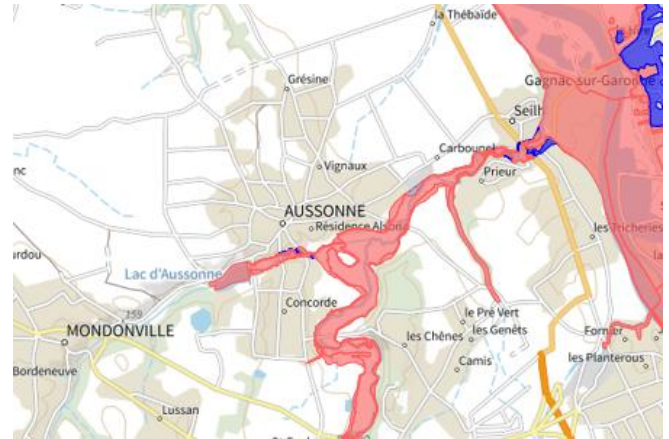 la Thébaïde
Grésine
Gagnac-sur-Garonne
Seilh
Carbounel
Vignaux
Prieur
AUSSONNE
Résidence Alson
les Tricheries
Lac d'Aussonne
Concorde
159
le Pré Vert
MONDONVILLE
les Chênes
les Genêts
Fornier
Bordeneuve
Camis
les Planterous
Lussan